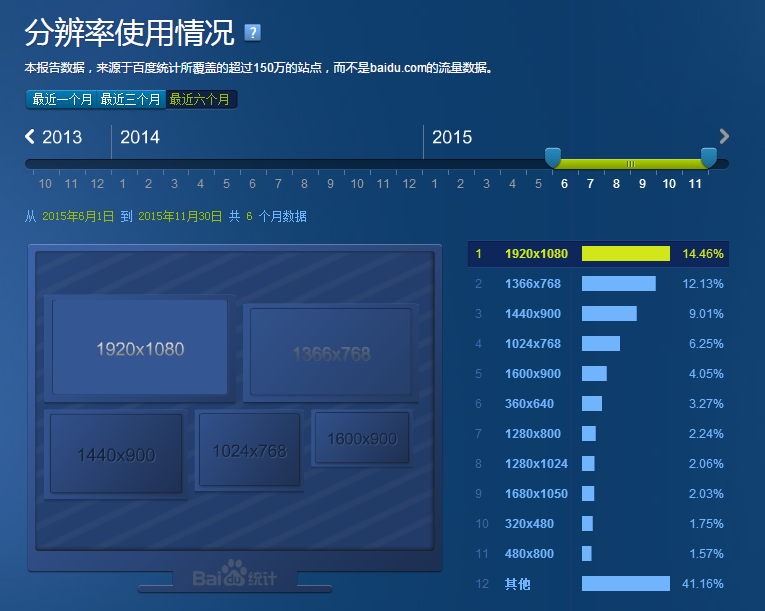 分辨率使用情况 ?
本报告数据，来源于百度统计所覆盖的超过150万的站点，而不是baidu.com的流量数据。
最近一个月 最近三个月 最近六个月
2013 2014 2015
10 11 12 1 2 3 4 5 6 7 8 9 10 11 12 1 2 3 4 5 6 7 8 9 10 11
从 2015年6月1日 到 2015年11月30日 共 6 个月数据
1920x1080
1366x768
1440x900
1024x768
1600x900
Bai du 统计
1 1920x1080 14.46%
2 1366x768 12.13%
3 1440x900 9.01%
4 1024x768 6.25%
5 1600x900 4.05%
6 360x640 3.27%
7 1280x800 2.24%
8 1280x1024 2.06%
9 1680x1050 2.03%
10 320x480 1.75%
11 480x800 1.57%
12 其他 41.16%